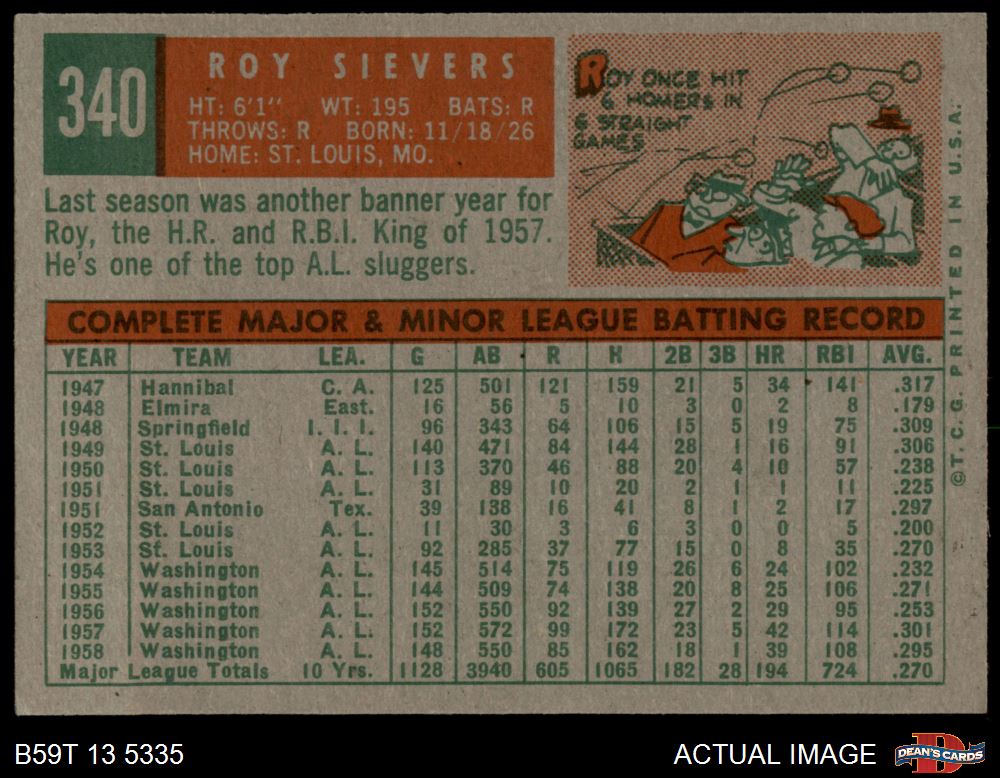 340
ROY SIEVERS
HT: 6'1" WT: 195 BATS: R
THROWS: R BORN: 11/18/26
HOME: ST. LOUIS, MO.
ROY ONCE HIT
6 HOMERS IN
6 STRAIGHT
GAMES
Last season was another banner year for
Roy, the H.R. and R.B.I. King of 1957.
He's one of the top A.L. sluggers.
COMPLETE MAJOR & MINOR LEAGUE BATTING RECORD
YEAR TEAM LEA. G AB R H 2B 3B HR RBI AVG.
1947 Hannibal C. A. 125 501 121 159 21 5 34 141 .317
1948 Elmira East. 16 56 5 10 3 0 2 8 .179
1948 Springfield I. I. I. 96 343 64 106 15 5 19 75 .309
1949 St. Louis A. L. 140 471 84 144 28 1 16 91 .306
1950 St. Louis A. L. 113 370 46 88 20 4 10 57 .238
1951 St. Louis A. L. 31 89 10 20 2 1 1 11 .225
1951 San Antonio Tex. 39 138 16 41 8 1 2 17 .297
1952 St. Louis A. L. 11 30 3 6 3 0 0 5 .200
1953 St. Louis A. L. 92 285 37 77 15 0 8 35 .270
1954 Washington A. L. 145 514 75 119 26 6 24 102 .232
1955 Washington A. L. 144 509 74 138 20 8 25 106 .271
1956 Washington A. L. 152 550 92 139 27 2 29 95 .253
1957 Washington A. L. 152 572 99 172 23 5 42 114 .301
1958 Washington A. L. 148 550 85 162 18 1 39 108 .295
Major League Totals 10 Yrs. 1128 3940 605 1065 182 28 194 724 .270
© T. C. G. PRINTED IN U.S.A.
B59T 13 5335
ACTUAL IMAGE
D
DEAN'S CARDS